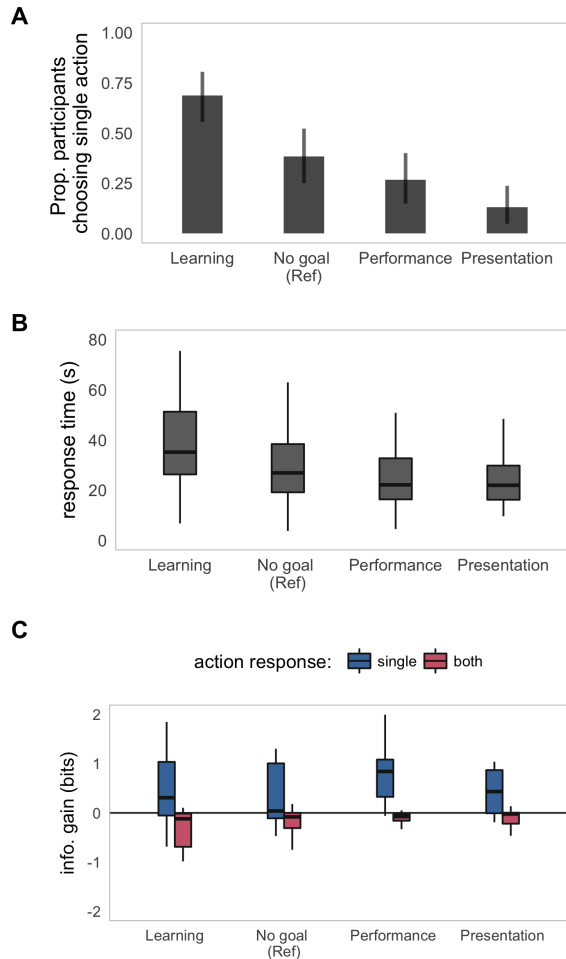 A
Prop. participants
choosing single action
1.00
0.75
0.50
0.25
0.00
Learning
No goal
(Ref)
Performance
Presentation
B
response time (s)
80
60
40
20
0
Learning
No goal
(Ref)
Performance
Presentation
C
action response:
single
both
info. gain (bits)
2
1
0
-1
-2
Learning
No goal
(Ref)
Performance
Presentation